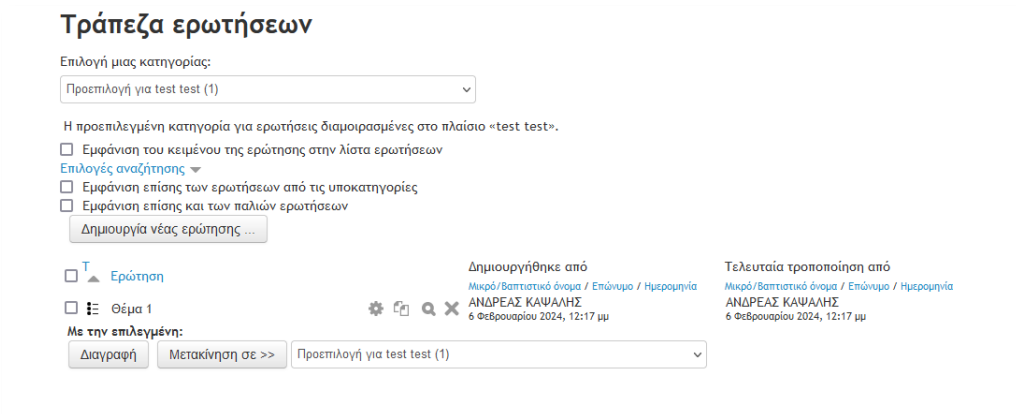 Τράπεζα ερωτήσεων
Επιλογή μιας κατηγορίας:
Προεπιλογή για test test (1)
Η προεπιλεγμένη κατηγορία για ερωτήσεις διαμοιρασμένες στο πλαίσιο «test test».
Εμφάνιση του κειμένου της ερώτησης στην λίστα ερωτήσεων
Επιλογές αναζήτησης
Εμφάνιση επίσης των ερωτήσεων από τις υποκατηγορίες
Εμφάνιση επίσης και των παλιών ερωτήσεων
Δημιουργία νέας ερώτησης ...
Τ Ερώτηση Δημιουργήθηκε από Τελευταία τροποποίηση από
Μικρό/Βαπτιστικό όνομα / Επώνυμο / Ημερομηνία Μικρό/Βαπτιστικό όνομα / Επώνυμο / Ημερομηνία
Θέμα 1 ΑΝΔΡΕΑΣ ΚΑΨΑΛΗΣ ΑΝΔΡΕΑΣ ΚΑΨΑΛΗΣ
6 Φεβρουαρίου 2024, 12:17 μμ 6 Φεβρουαρίου 2024, 12:17 μμ
Με την επιλεγμένη:
Διαγραφή Μετακίνηση σε >> Προεπιλογή για test test (1)